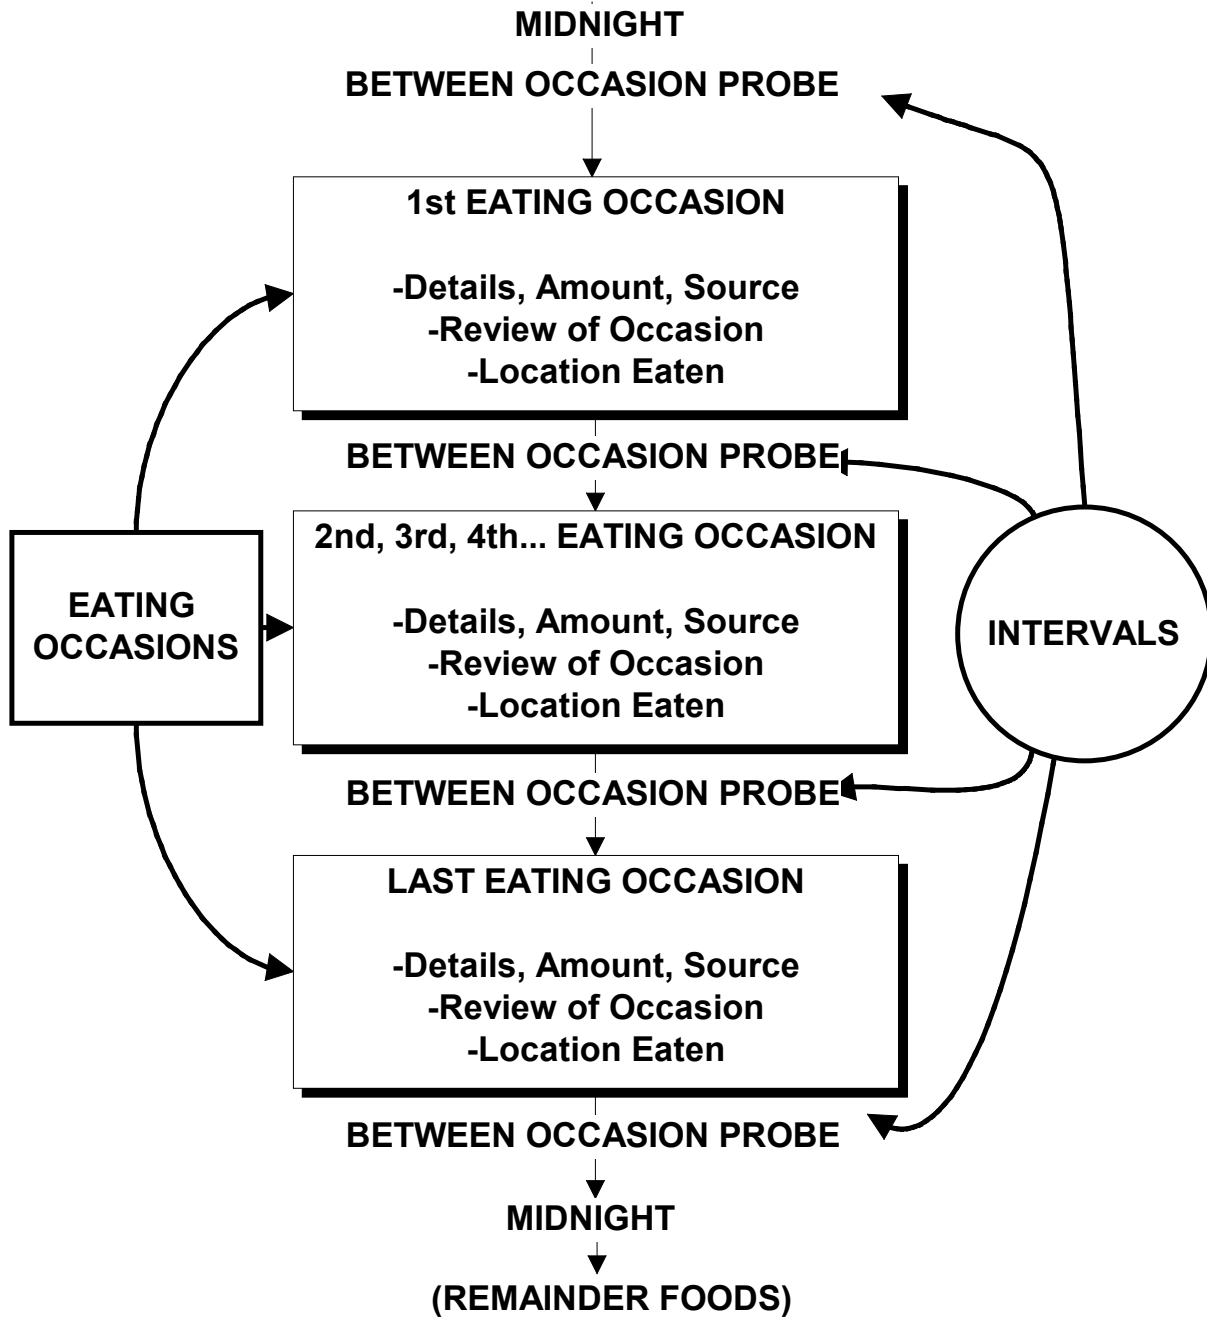 MIDNIGHT
BETWEEN OCCASION PROBE
1st EATING OCCASION
-Details, Amount, Source
-Review of Occasion
-Location Eaten
BETWEEN OCCASION PROBE
2nd, 3rd, 4th... EATING OCCASION
-Details, Amount, Source
-Review of Occasion
-Location Eaten
EATING
OCCASIONS
INTERVALS
BETWEEN OCCASION PROBE
LAST EATING OCCASION
-Details, Amount, Source
-Review of Occasion
-Location Eaten
BETWEEN OCCASION PROBE
MIDNIGHT
(REMAINDER FOODS)